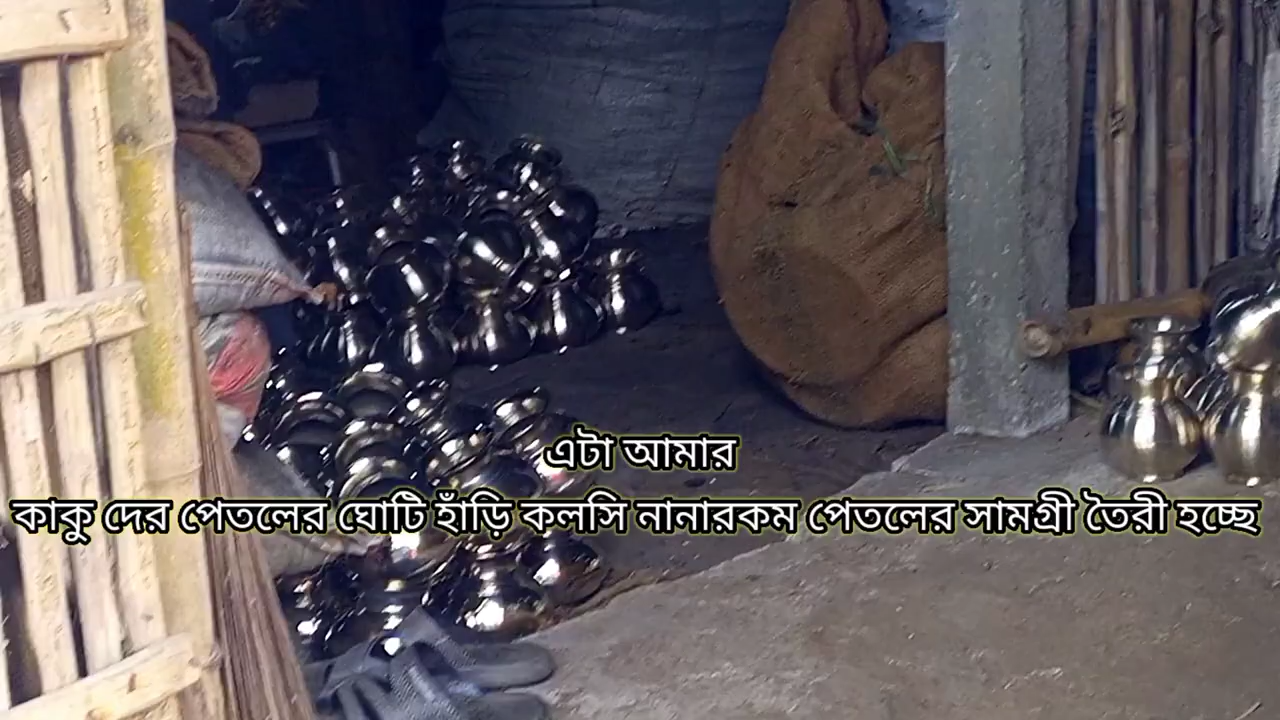 এটা আমার
কাকু দের পেতলের ঘোটি হাঁড়ি কলসি নানারকম পেতলের সামগ্রী তৈরী হচ্ছে